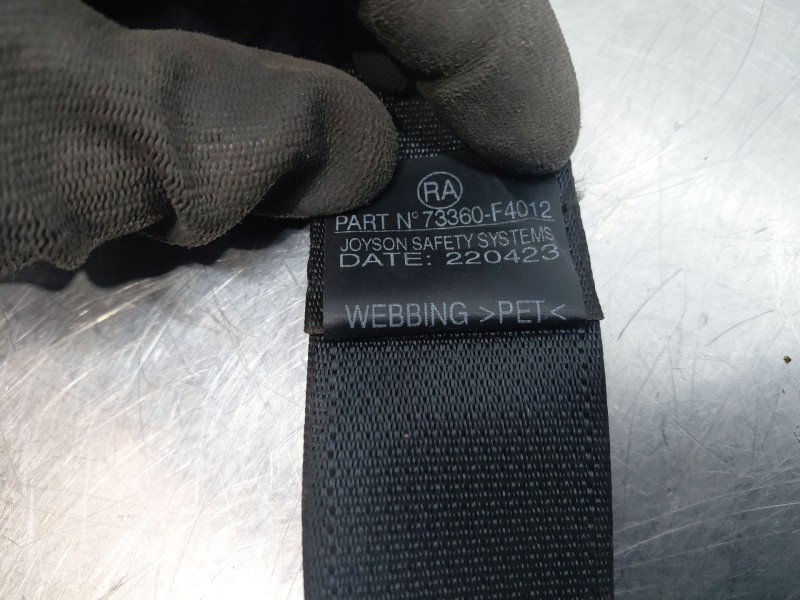 RA
PART N° 73360-F4012
JOYSON SAFETY SYSTEMS
DATE: 220423
WEBBING >PET<